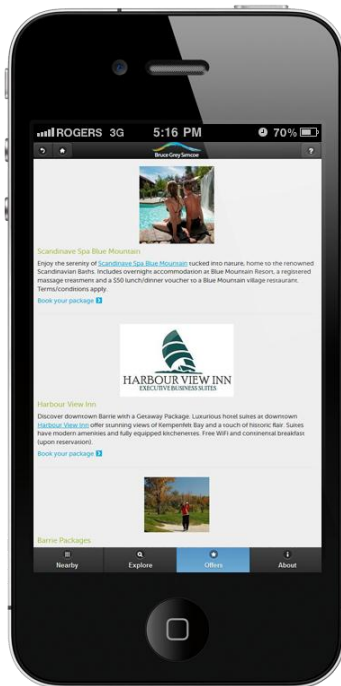 ROGERS 3G 5:16 PM 70%
Bruce Grey Simcoe
?
Scandinave Spa Blue Mountain
Enjoy the serenity of Scandinave Spa Blue Mountain tucked into nature, home to the renowned
Scandinavian Baths. Includes overnight accommodation at Blue Mountain Resort, a registered
massage treatment and a $50 lunch/dinner voucher to a Blue Mountain village restaurant.
Terms/conditions apply.
Book your package
HARBOUR VIEW INN
EXECUTIVE BUSINESS SUITES
Harbour View Inn
Discover downtown Barrie with a Getaway Package. Luxurious hotel suites at downtown
Harbour View Inn offer stunning views of Kempenfelt Bay and a touch of historic flair. Suites
have modern amenities and fully equipped kitchenettes. Free WiFi and continental breakfast
(upon reservation).
Book your package
Barrie Packages
Nearby Explore Offers About